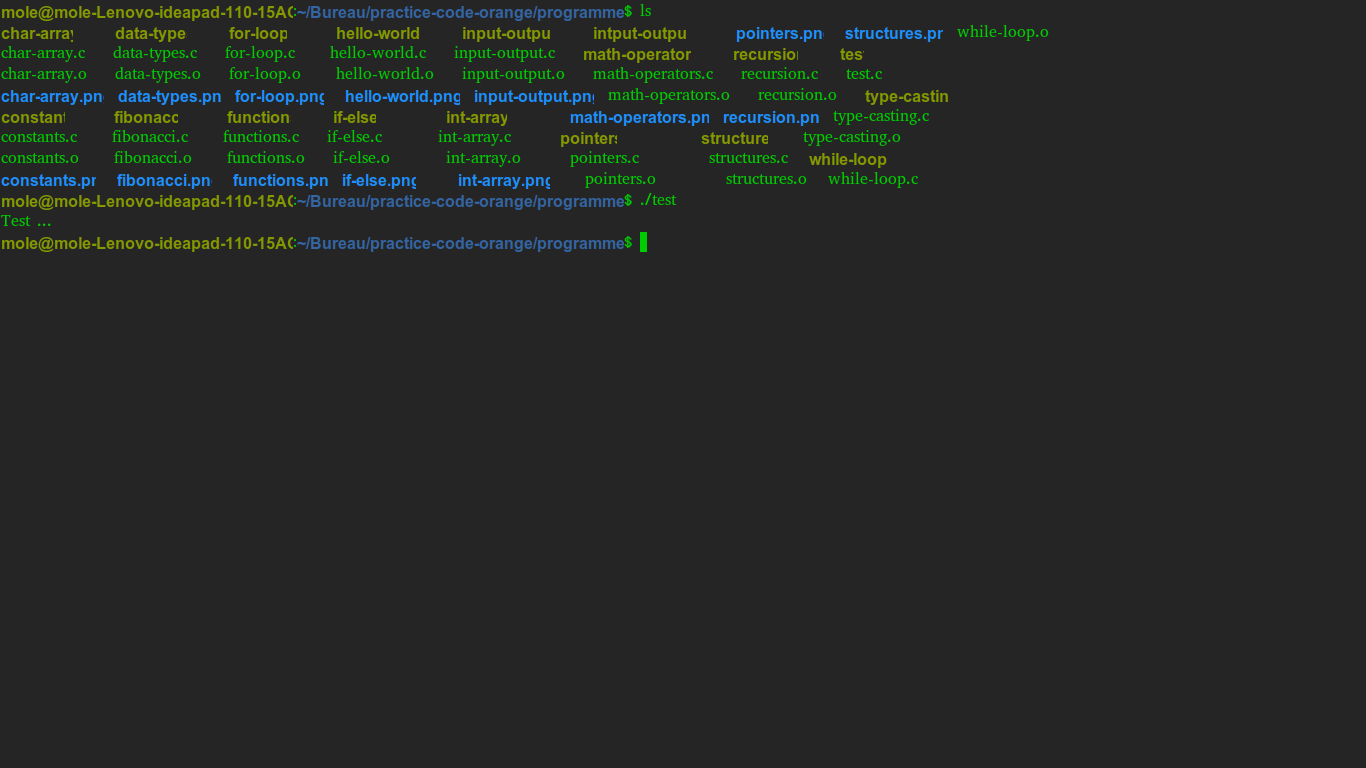 mole@mole-Lenovo-ideapad-110-15AC:~/Bureau/practice-code-orange/programme$ ls
char-array data-type for-loop hello-world input-outpu intput-outpu pointers.pn structures.pr while-loop.o
char-array.c data-types.c for-loop.c hello-world.c input-output.c math-operator recursion tes
char-array.o data-types.o for-loop.o hello-world.o input-output.o math-operators.c recursion.c test.c
char-array.pn data-types.pn for-loop.png hello-world.png input-output.png math-operators.o recursion.o type-castin
constant fibonacc function if-else int-array math-operators.pn recursion.pn type-casting.c
constants.c fibonacci.c functions.c if-else.c int-array.c pointers structure type-casting.o
constants.o fibonacci.o functions.o if-else.o int-array.o pointers.c structures.c while-loop
constants.pr fibonacci.pn functions.pn if-else.png int-array.png pointers.o structures.o while-loop.c
mole@mole-Lenovo-ideapad-110-15AC:~/Bureau/practice-code-orange/programme$ ./test
Test ...
mole@mole-Lenovo-ideapad-110-15AC:~/Bureau/practice-code-orange/programme$